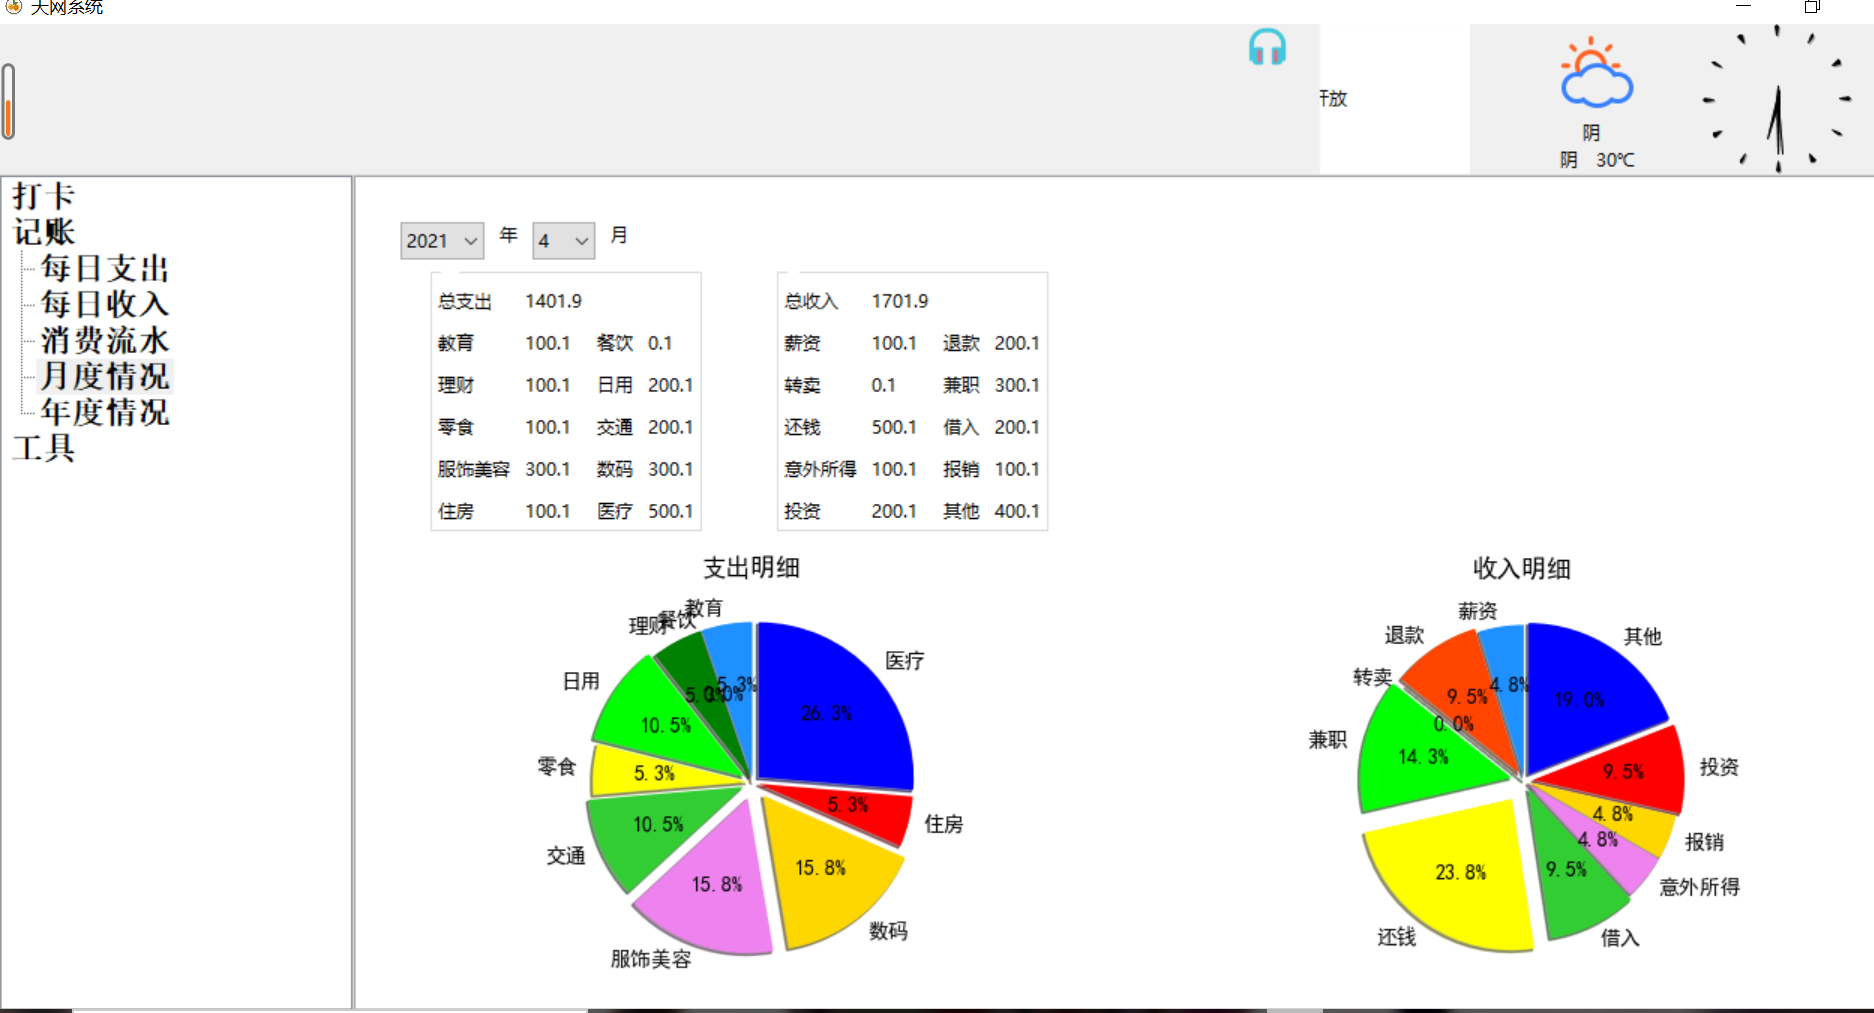 天网系统
开放
阴
阴 30℃
打卡
记账
每日支出
每日收入
消费流水
月度情况
年度情况
工具
2021 年 4 月
总支出 1401.9
教育 100.1 餐饮 0.1
理财 100.1 日用 200.1
零食 100.1 交通 200.1
服饰美容 300.1 数码 300.1
住房 100.1 医疗 500.1
总收入 1701.9
薪资 100.1 退款 200.1
转卖 0.1 兼职 300.1
还钱 500.1 借入 200.1
意外所得 100.1 报销 100.1
投资 200.1 其他 400.1
支出明细
教育
餐饮
理财
医疗
日用
5.3%
0.0%
5.3%
26.3%
10.5%
零食
5.3%
5.3%
住房
10.5%
交通
15.8%
15.8%
数码
服饰美容
收入明细
薪资
退款
其他
转卖
4.8%
9.5%
19.0%
0.0%
兼职
14.3%
9.5%
投资
4.8%
4.8%
报销
23.8%
9.5%
意外所得
还钱
借入